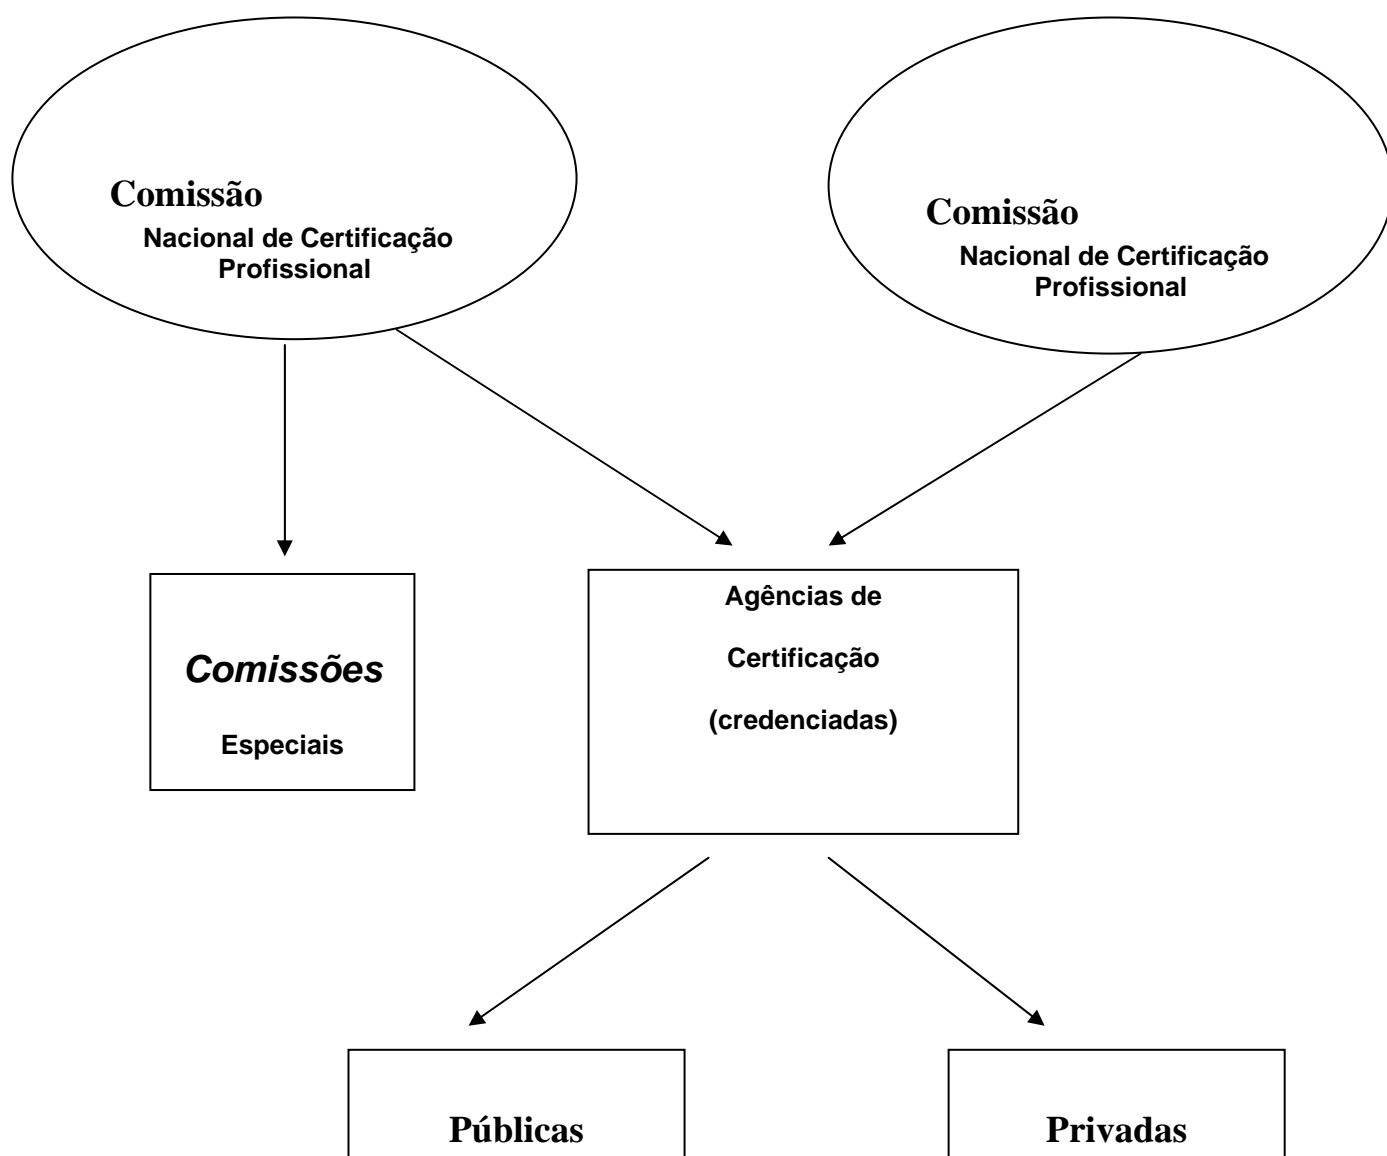 Comissão
Nacional de Certificação
Profissional
Comissão
Nacional de Certificação
Profissional
Comissões
Especiais
Agências de
Certificação
(credenciadas)
Públicas
Privadas